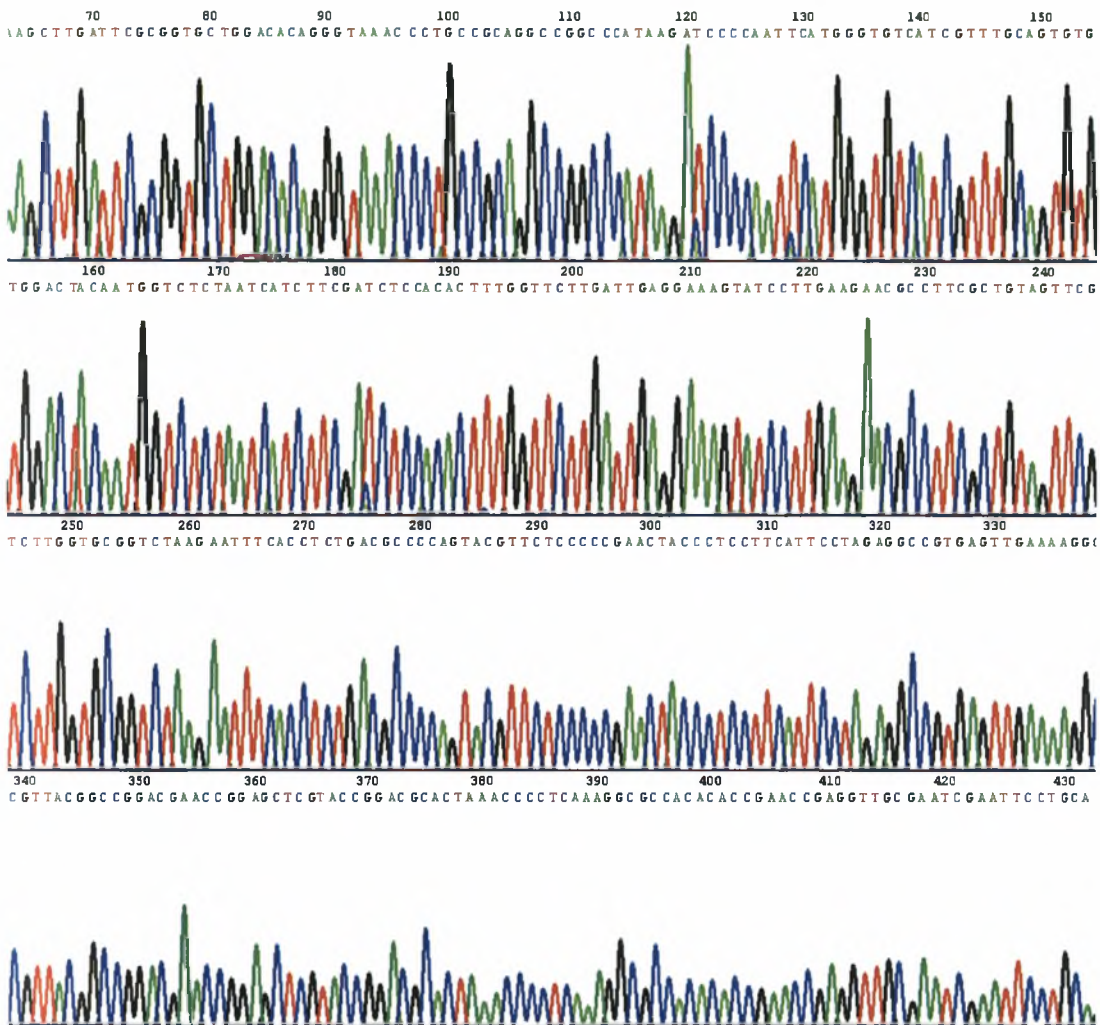 70 80 90 100 110 120 130 140 150
AAGCTTGATTCGCGGTGCTGGACACAGGGTAAACCCTGCCGCAGGCCGGCCCATAAGATCCCCAATTCATGGGTGTCATCGTTTGCAGTGTG
160 170 180 190 200 210 220 230 240
TGGACTACAATGGTCTCTAATCATCTTCGATCTCCACACTTTGGTTCTTGATTGAGGAAAGTATCCTTGAAGAACGCCTTCGCTGTAGTTCG
250 260 270 280 290 300 310 320 330
TCTTGGTGCGGTCTAAGAATTTCACCTCTGACGCCCCAGTACGTTCTCCCCCGAACTACCCTCCTTCATTCCTAGAGGCCGTGAGTTGAAAAGGC
340 350 360 370 380 390 400 410 420 430
CGTTACGGCCGGACGAACCGGAGCTCGTACCGGACGCACTAAACCCCTCAAAGGCGCCACACACCGAACCGAGGTTGCGAATCGAATTCCTGCA